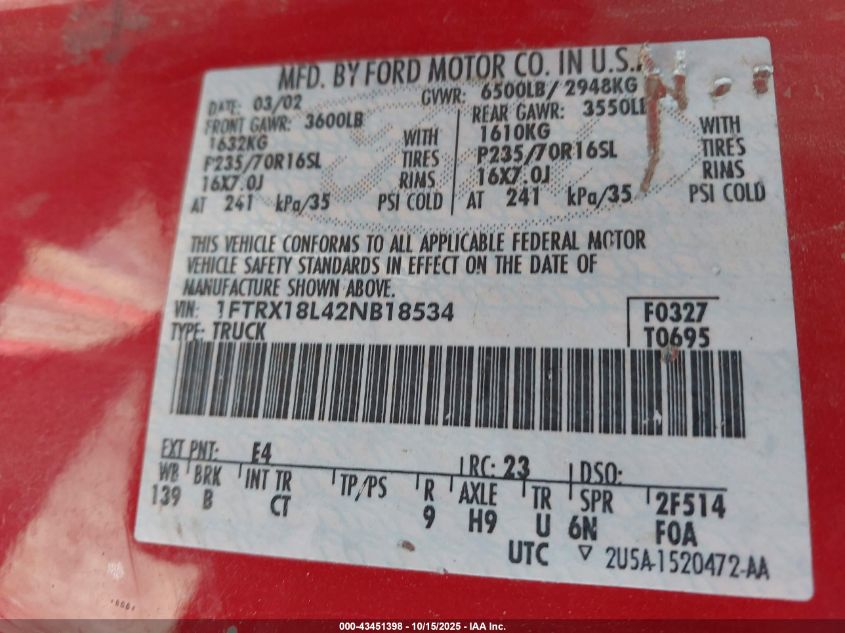 MFD. BY FORD MOTOR CO. IN U.S.A
DATE: 03/02 GVWR: 6500LB/ 2948KG
FRONT GAWR: 3600LB REAR GAWR: 3550LB
1632KG WITH 1610KG WITH
P235/70R16SL TIRES P235/70R16SL TIRES
16X7.0J RIMS 16X7.0J RIMS
AT 241 kPa/35 PSI COLD AT 241 kPa/35 PSI COLD
THIS VEHICLE CONFORMS TO ALL APPLICABLE FEDERAL MOTOR
VEHICLE SAFETY STANDARDS IN EFFECT ON THE DATE OF
MANUFACTURE SHOWN ABOVE.
VIN: 1FTRX18L42NB18534 F0327
TYPE: TRUCK T0695
EXT PNT: E4 RC: 23 DSO:
WB BRK INT TR TP/PS R AXLE TR SPR 2F514
139 B CT 9 H9 U 6N F0A
UTC ▽ 2U5A-1520472-AA
000-43451398 - 10/15/2025 - IAA Inc.